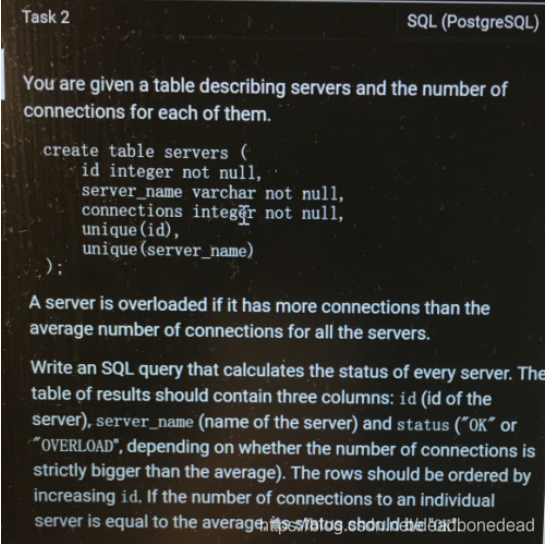 Task 2
SQL (PostgreSQL)
You are given a table describing servers and the number of
connections for each of them.
create table servers (
id integer not null,
server_name varchar not null,
connections integer not null,
unique(id),
unique(server_name)
);
A server is overloaded if it has more connections than the
average number of connections for all the servers.
Write an SQL query that calculates the status of every server. The
table of results should contain three columns: id (id of the
server), server_name (name of the server) and status ("OK" or
"OVERLOAD", depending on whether the number of connections is
strictly bigger than the average). The rows should be ordered by
increasing id. If the number of connections to an individual
server is equal to the average, its status should be "OK".